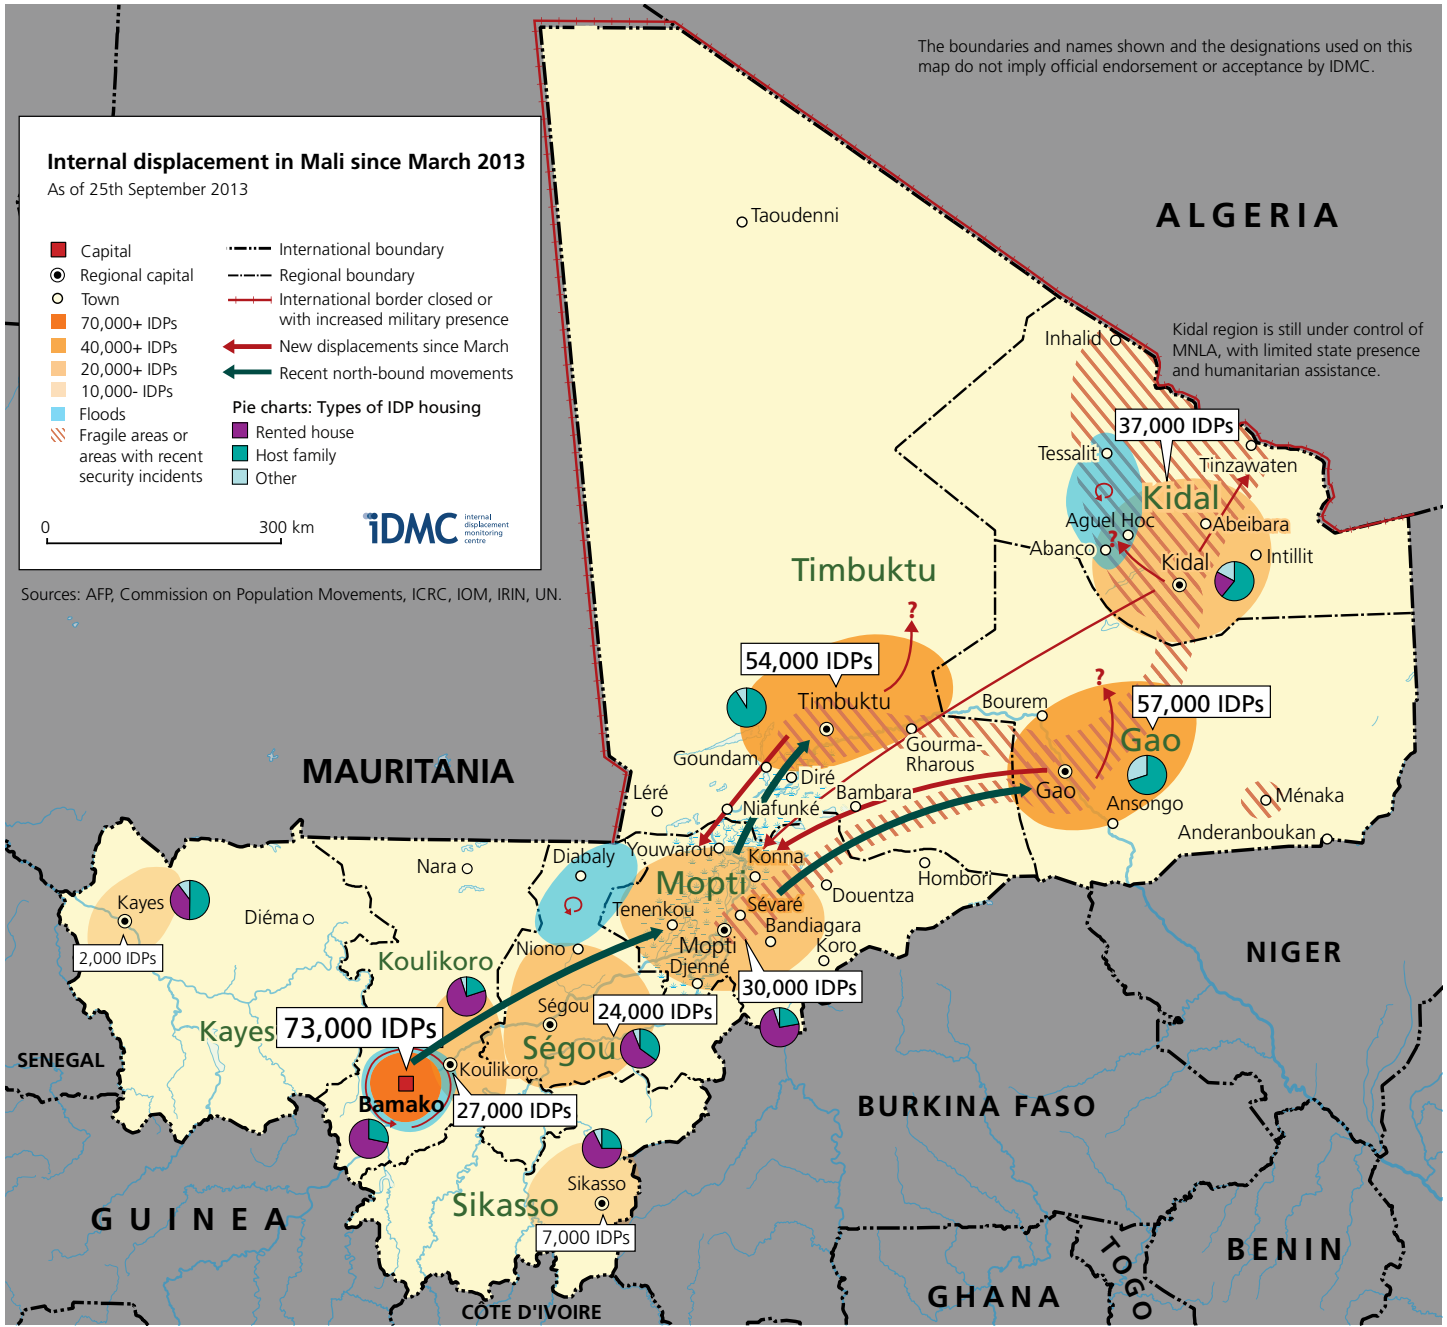 The boundaries and names shown and the designations used on this
map do not imply official endorsement or acceptance by IDMC.
Internal displacement in Mali since March 2013
As of 25th September 2013
Capital
Regional capital
Town
70,000+ IDPs
40,000+ IDPs
20,000+ IDPs
10,000- IDPs
Floods
Fragile areas or
areas with recent
security incidents
International boundary
Regional boundary
International border closed or
with increased military presence
New displacements since March
Recent north-bound movements
Pie charts: Types of IDP housing
Rented house
Host family
Other
0
300 km
iDMC
internal
displacement
monitoring
centre
Sources: AFP, Commission on Population Movements, ICRC, IOM, IRIN, UN.
ALGERIA
Taoudenni
Kidal region is still under control of
MNLA, with limited state presence
and humanitarian assistance.
Inhalid
37,000 IDPs
Tessalit
Tinzawaten
Kidal
Aguel Hoc
Abeibara
?
Abanco
Kidal
Intillit
Timbuktu
?
54,000 IDPs
Timbuktu
?
57,000 IDPs
Bourem
Gao
Gourma-
Rharous
Goundam
Diré
Gao
MAURITANIA
Léré
Niafunké
Bambara
Ansongo
Ménaka
Anderanboukan
Youwarou
Konna
Nara
Diabaly
Mopti
Hombori
Douentza
Kayes
Diéma
Tenenkou
Sévaré
Bandiagara
Mopti
Koro
Niono
Djenné
2,000 IDPs
Koulikoro
30,000 IDPs
NIGER
Ségou
24,000 IDPs
Kayes
73,000 IDPs
Ségou
SENEGAL
Koulikoro
Bamako
27,000 IDPs
BURKINA FASO
Sikasso
Sikasso
7,000 IDPs
GUINEA
BENIN
TOGO
GHANA
CÔTE D'IVOIRE